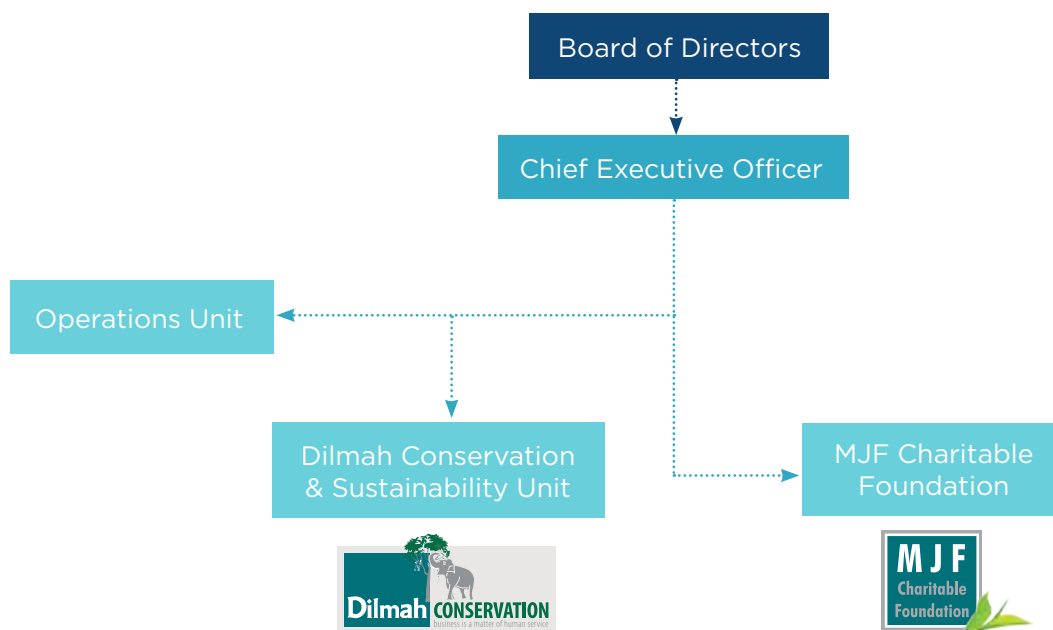 Board of Directors
Chief Executive Officer
Operations Unit
Dilmah Conservation
& Sustainability Unit
MJF Charitable
Foundation
Dilmah CONSERVATION
business is a matter of human service
MJF
Charitable
Foundation